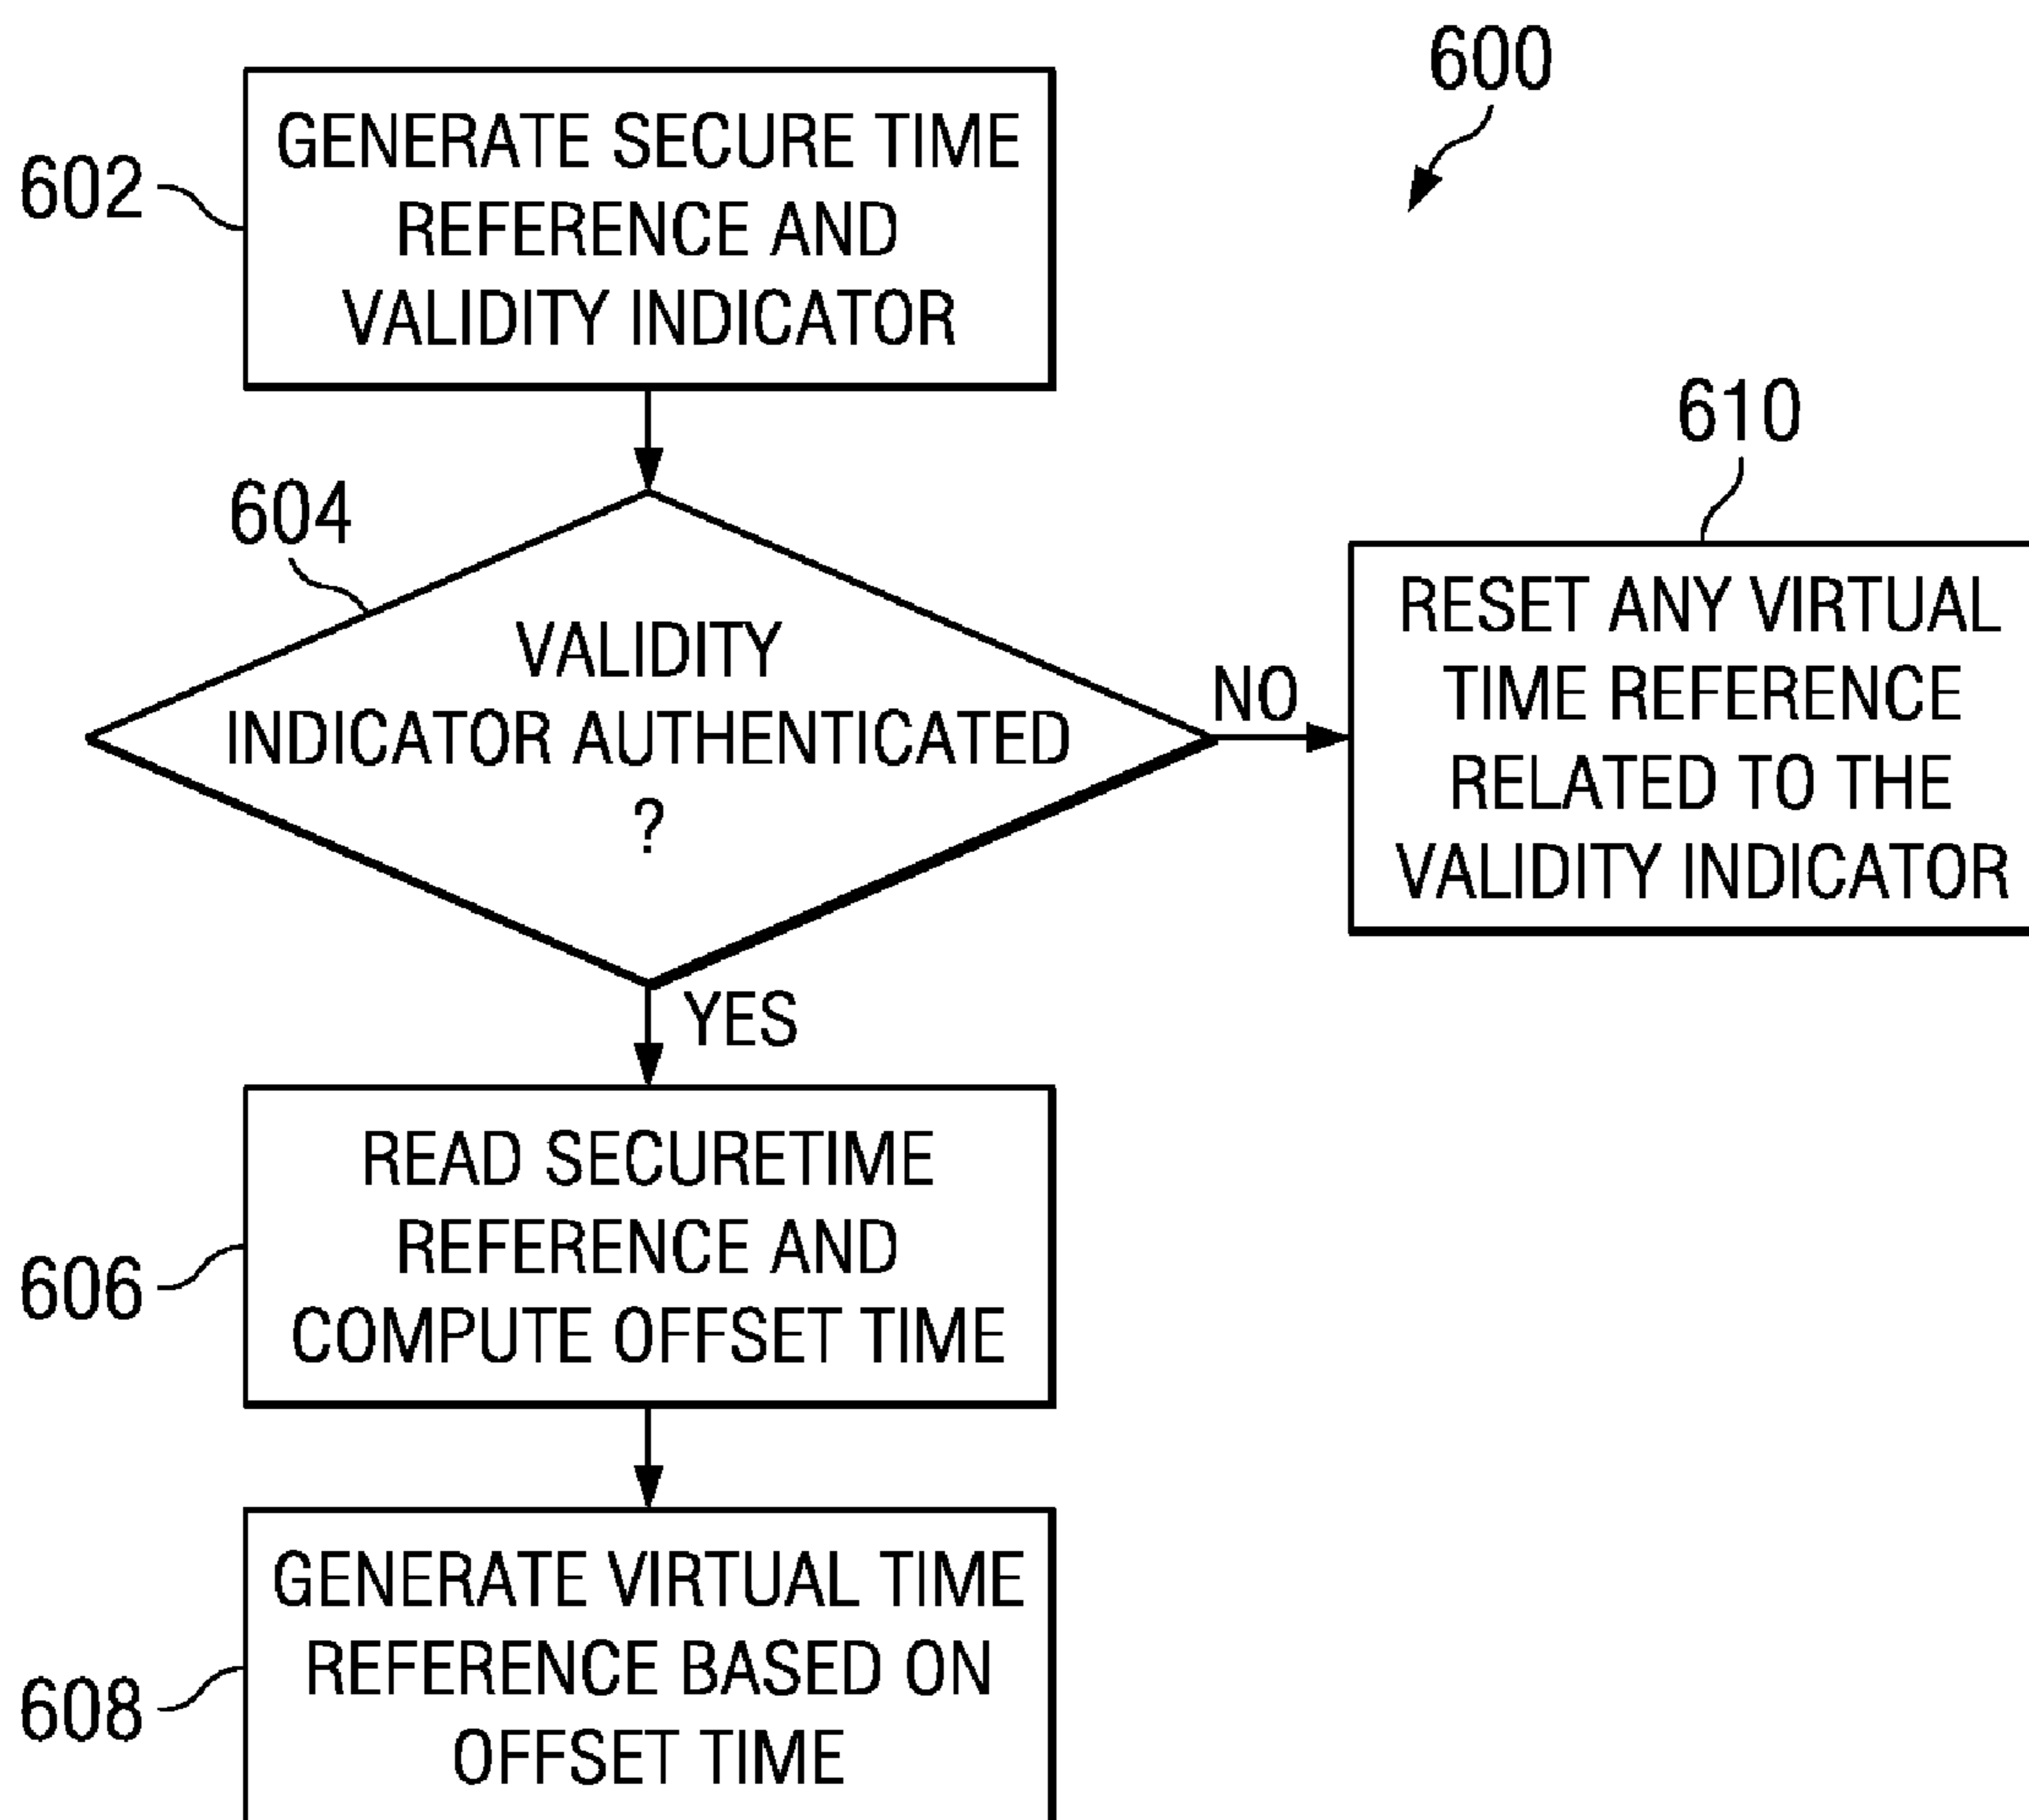 600
602
GENERATE SECURE TIME
REFERENCE AND
VALIDITY INDICATOR
604
VALIDITY
INDICATOR AUTHENTICATED
?
NO
610
RESET ANY VIRTUAL
TIME REFERENCE
RELATED TO THE
VALIDITY INDICATOR
YES
606
READ SECURETIME
REFERENCE AND
COMPUTE OFFSET TIME
608
GENERATE VIRTUAL TIME
REFERENCE BASED ON
OFFSET TIME